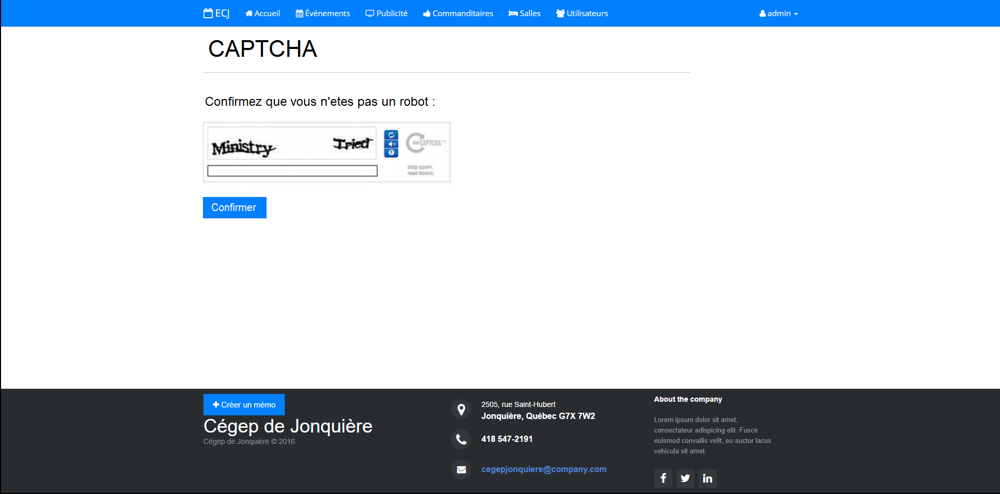 ECJ Accueil Événements Publicité Commanditaires Salles Utilisateurs admin
CAPTCHA
Confirmez que vous n'etes pas un robot :
Ministry Tried
reCAPTCHA™
stop spam.
read books.
Confirmer
Créer un mémo
Cégep de Jonquière
Cégep de Jonquière © 2016
2505, rue Saint-Hubert
Jonquière, Québec G7X 7W2
418 547-2191
cegepjonquiere@company.com
About the company
Lorem ipsum dolor sit amet,
consectateur adispicing elit. Fusce
euismod convallis velit, eu auctor lacus
vehicula sit amet.